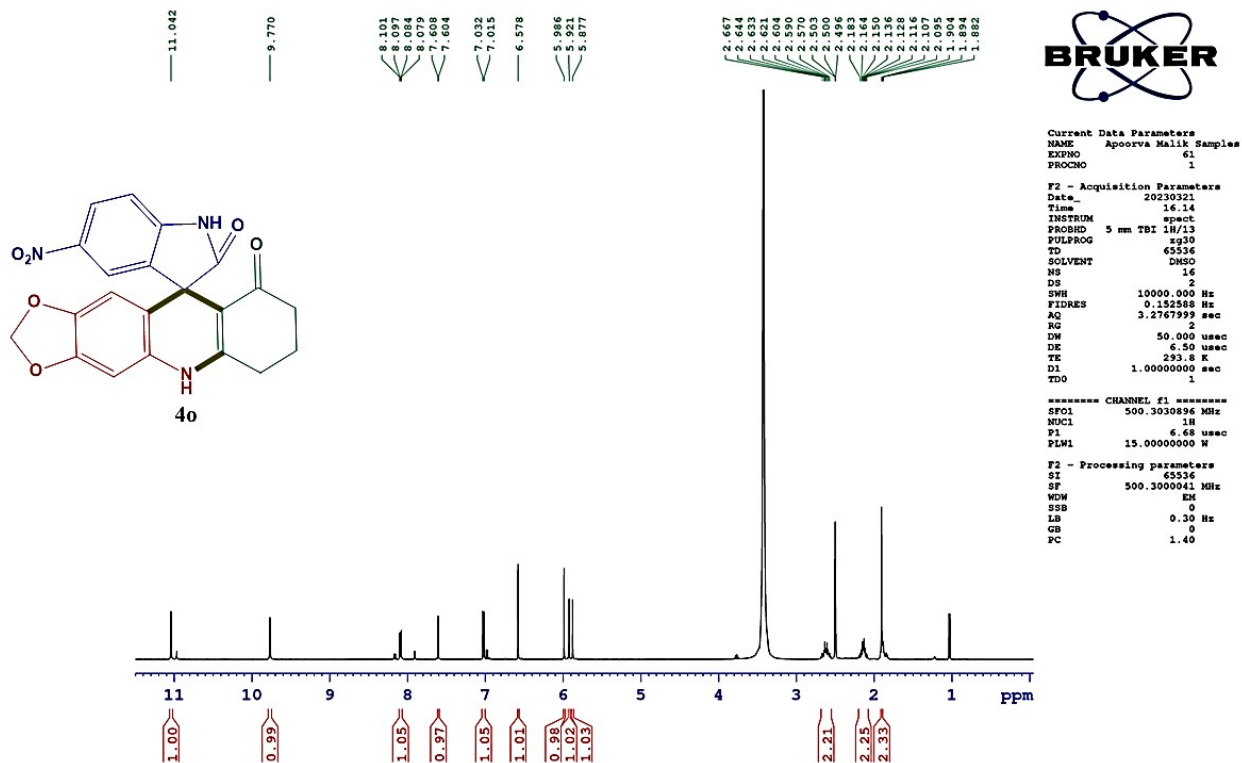 11.042
9.770
8.101
8.097
8.084
8.079
7.608
7.604
7.032
7.015
6.578
5.986
5.921
5.877
2.667
2.644
2.633
2.621
2.604
2.590
2.570
2.503
2.500
2.496
2.183
2.164
2.150
2.136
2.128
2.116
2.107
2.095
1.904
1.894
1.882
BRUKER
Current Data Parameters
NAME Apoorva Malik Samples
EXPNO 61
PROCNO 1
F2 - Acquisition Parameters
Date_ 20230321
Time 16.14
INSTRUM spect
PROBHD 5 mm TBI 1H/13
PULPROG zg30
TD 65536
SOLVENT DMSO
NS 16
DS 2
SWH 10000.000 Hz
FIDRES 0.152588 Hz
AQ 3.2767999 sec
RG 2
DW 50.000 usec
DE 6.50 usec
TE 293.8 K
D1 1.00000000 sec
TD0 1
======== CHANNEL f1 ========
SFO1 500.3030896 MHz
NUC1 1H
P1 6.68 usec
PLW1 15.00000000 W
F2 - Processing parameters
SI 65536
SF 500.3000041 MHz
WDW EM
SSB 0
LB 0.30 Hz
GB 0
PC 1.40
NH
O
O
O2N
O
O
N
H
4o
11 10 9 8 7 6 5 4 3 2 1 ppm
1.00
0.99
1.05
0.97
1.05
1.01
0.98
1.02
1.03
2.21
2.25
2.33